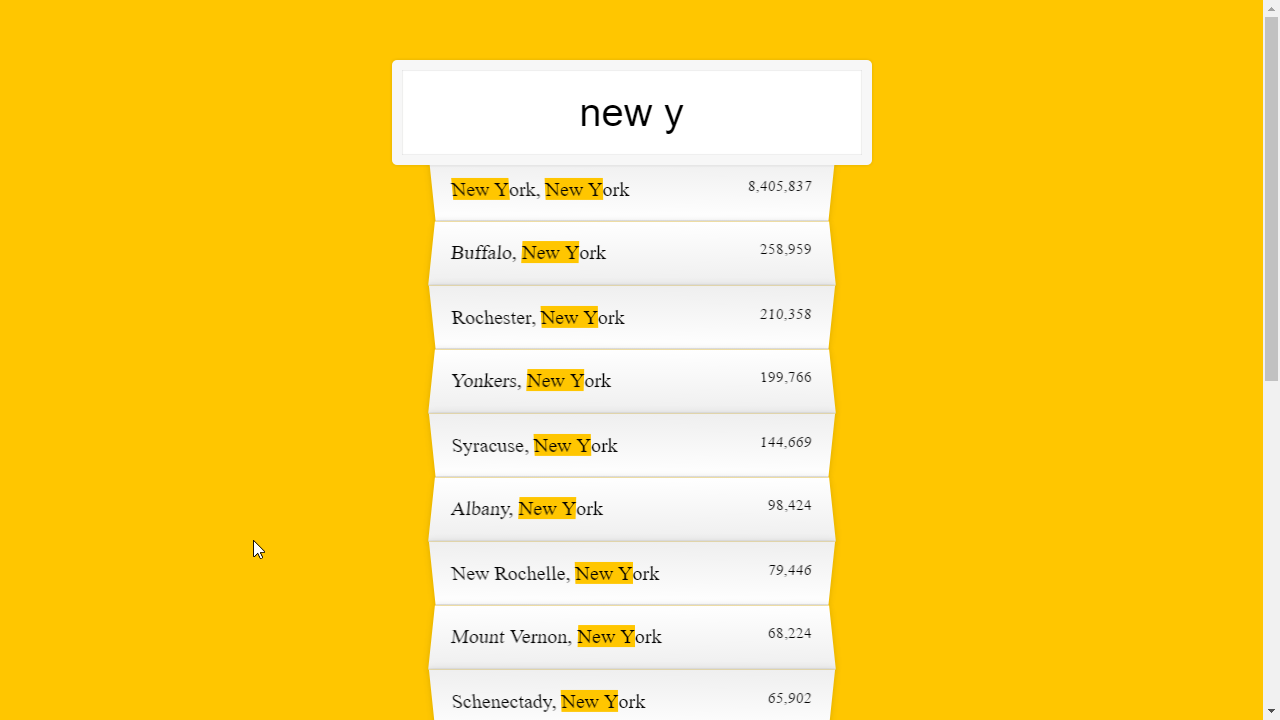 new y
New York, New York 8,405,837
Buffalo, New York 258,959
Rochester, New York 210,358
Yonkers, New York 199,766
Syracuse, New York 144,669
Albany, New York 98,424
New Rochelle, New York 79,446
Mount Vernon, New York 68,224
Schenectady, New York 65,902